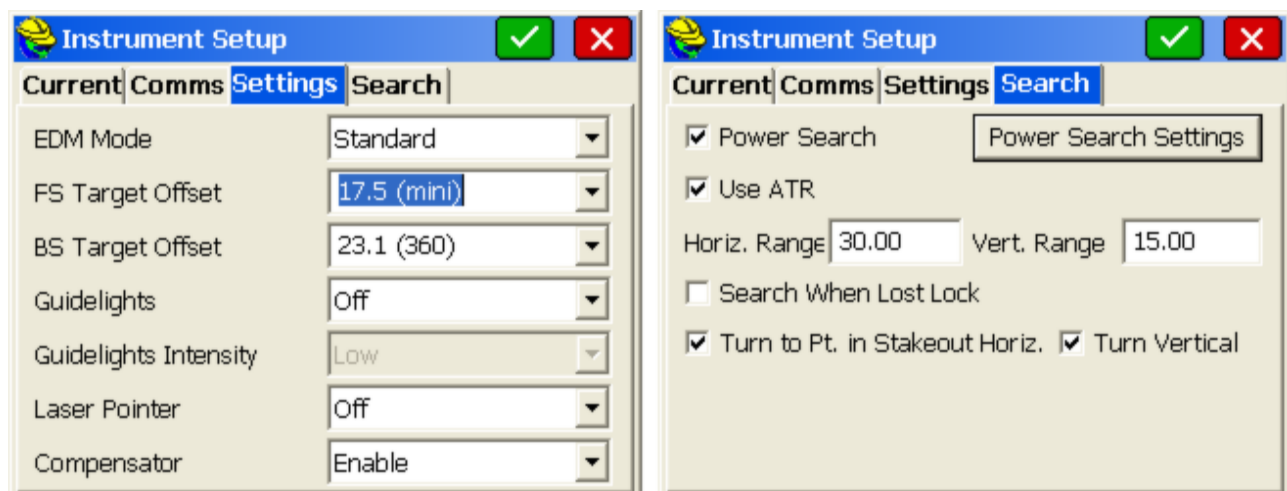 Instrument Setup
Current Comms Settings Search
EDM Mode Standard
FS Target Offset 17.5 (mini)
BS Target Offset 23.1 (360)
Guidelights Off
Guidelights Intensity Low
Laser Pointer Off
Compensator Enable
Instrument Setup
Current Comms Settings Search
Power Search Power Search Settings
Use ATR
Horiz. Range 30.00 Vert. Range 15.00
Search When Lost Lock
Turn to Pt. in Stakeout Horiz. Turn Vertical